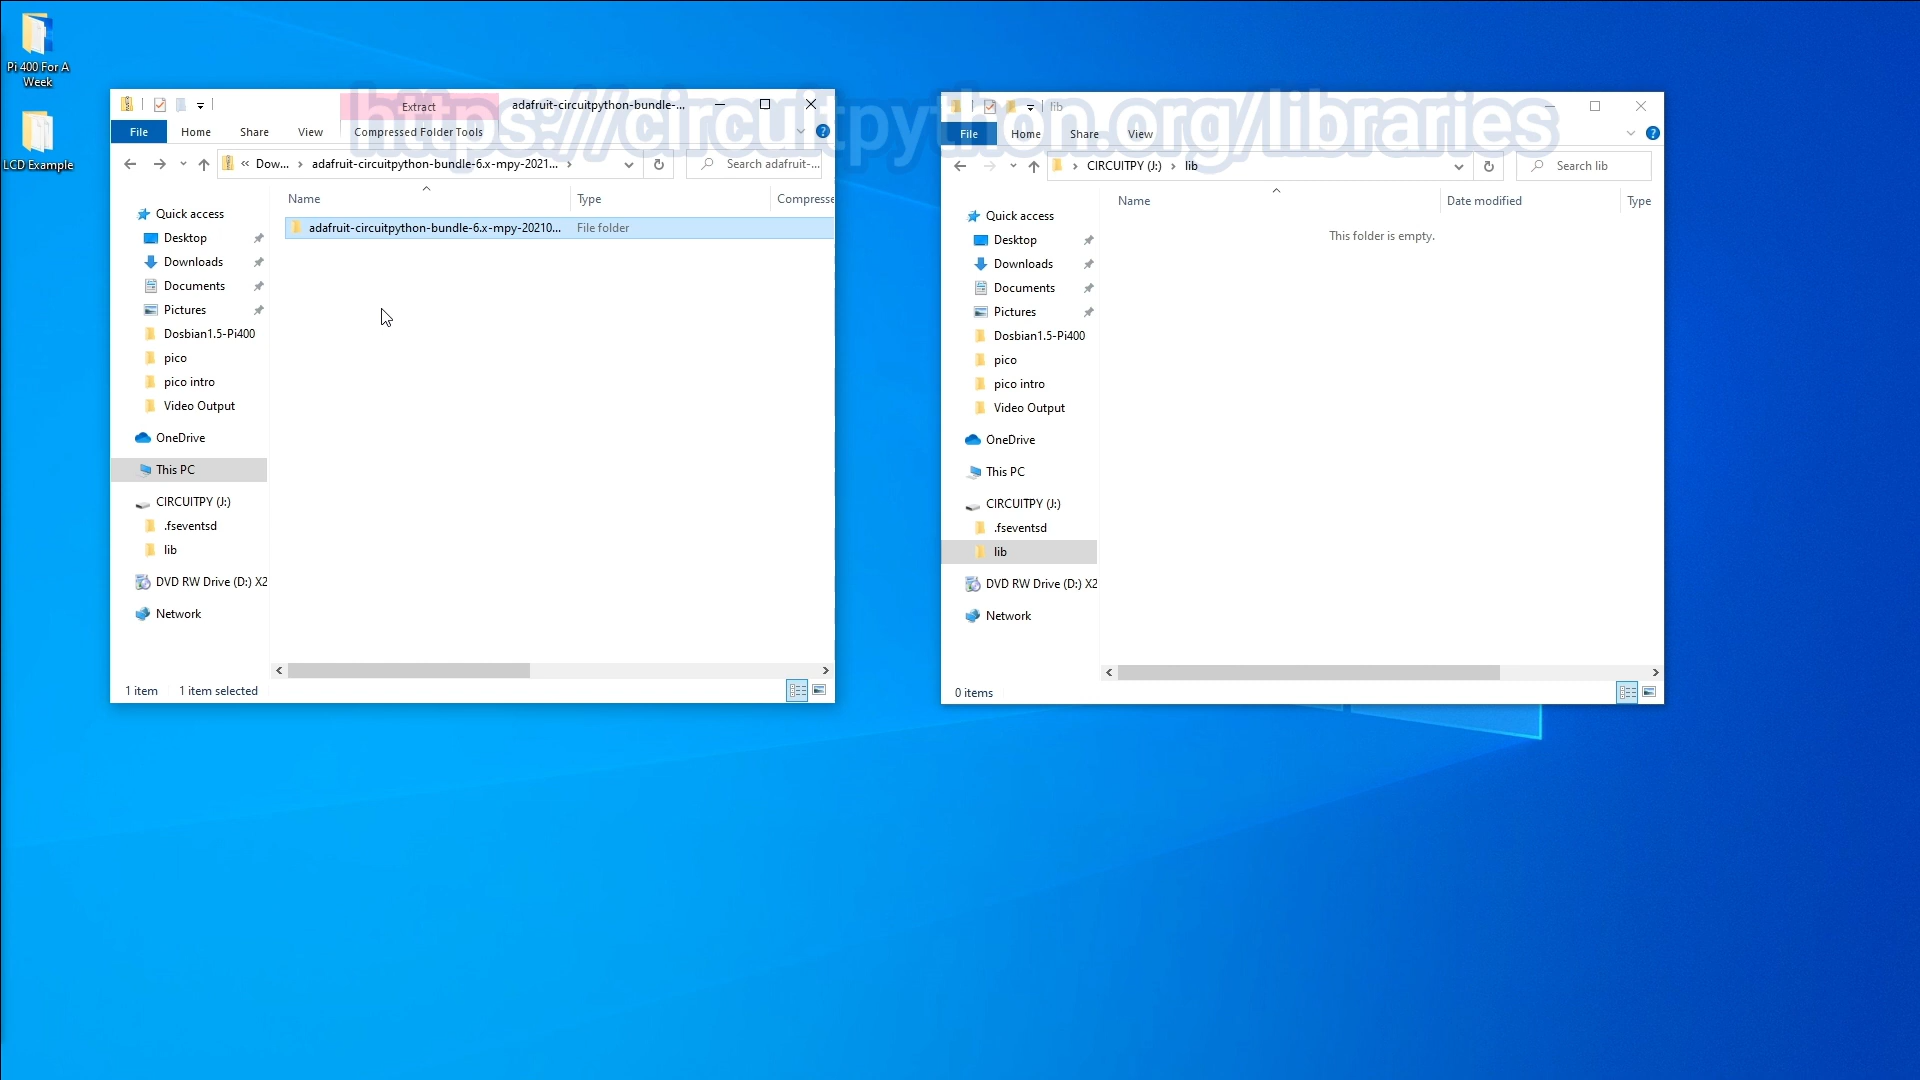 Pi 400 For A
Week
LCD Example
https://circuitpython.org/libraries
Extract
adafruit-circuitpython-bundle-...
File
Home
Share
View
Compressed Folder Tools
« Dow... › adafruit-circuitpython-bundle-6.x-mpy-2021... ›
Search adafruit-...
Name
Type
Compresse
adafruit-circuitpython-bundle-6.x-mpy-20210...
File folder
Quick access
Desktop
Downloads
Documents
Pictures
Dosbian1.5-Pi400
pico
pico intro
Video Output
OneDrive
This PC
CIRCUITPY (J:)
.fseventsd
lib
DVD RW Drive (D:) X2
Network
1 item
1 item selected
lib
File
Home
Share
View
CIRCUITPY (J:) › lib
Search lib
Name
Date modified
Type
This folder is empty.
Quick access
Desktop
Downloads
Documents
Pictures
Dosbian1.5-Pi400
pico
pico intro
Video Output
OneDrive
This PC
CIRCUITPY (J:)
.fseventsd
lib
DVD RW Drive (D:) X2
Network
0 items